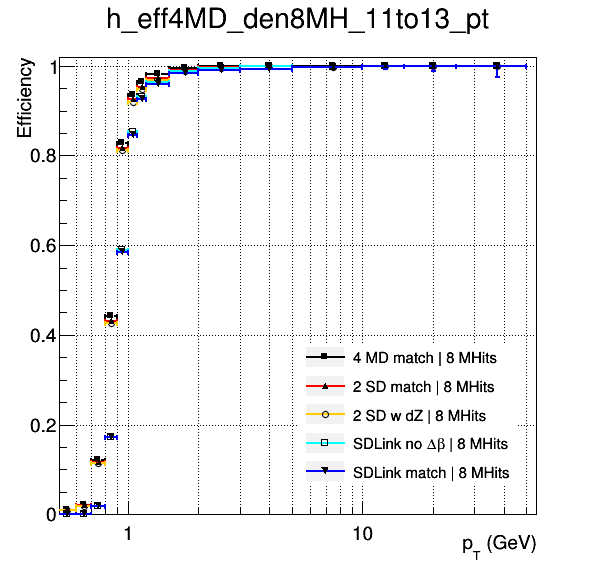 h_eff4MD_den8MH_11to13_pt
Efficiency
1
0.8
0.6
0.4
0.2
0
4 MD match | 8 MHits
2 SD match | 8 MHits
2 SD w dZ | 8 MHits
SDLink no Δβ | 8 MHits
SDLink match | 8 MHits
1
10
p_T (GeV)